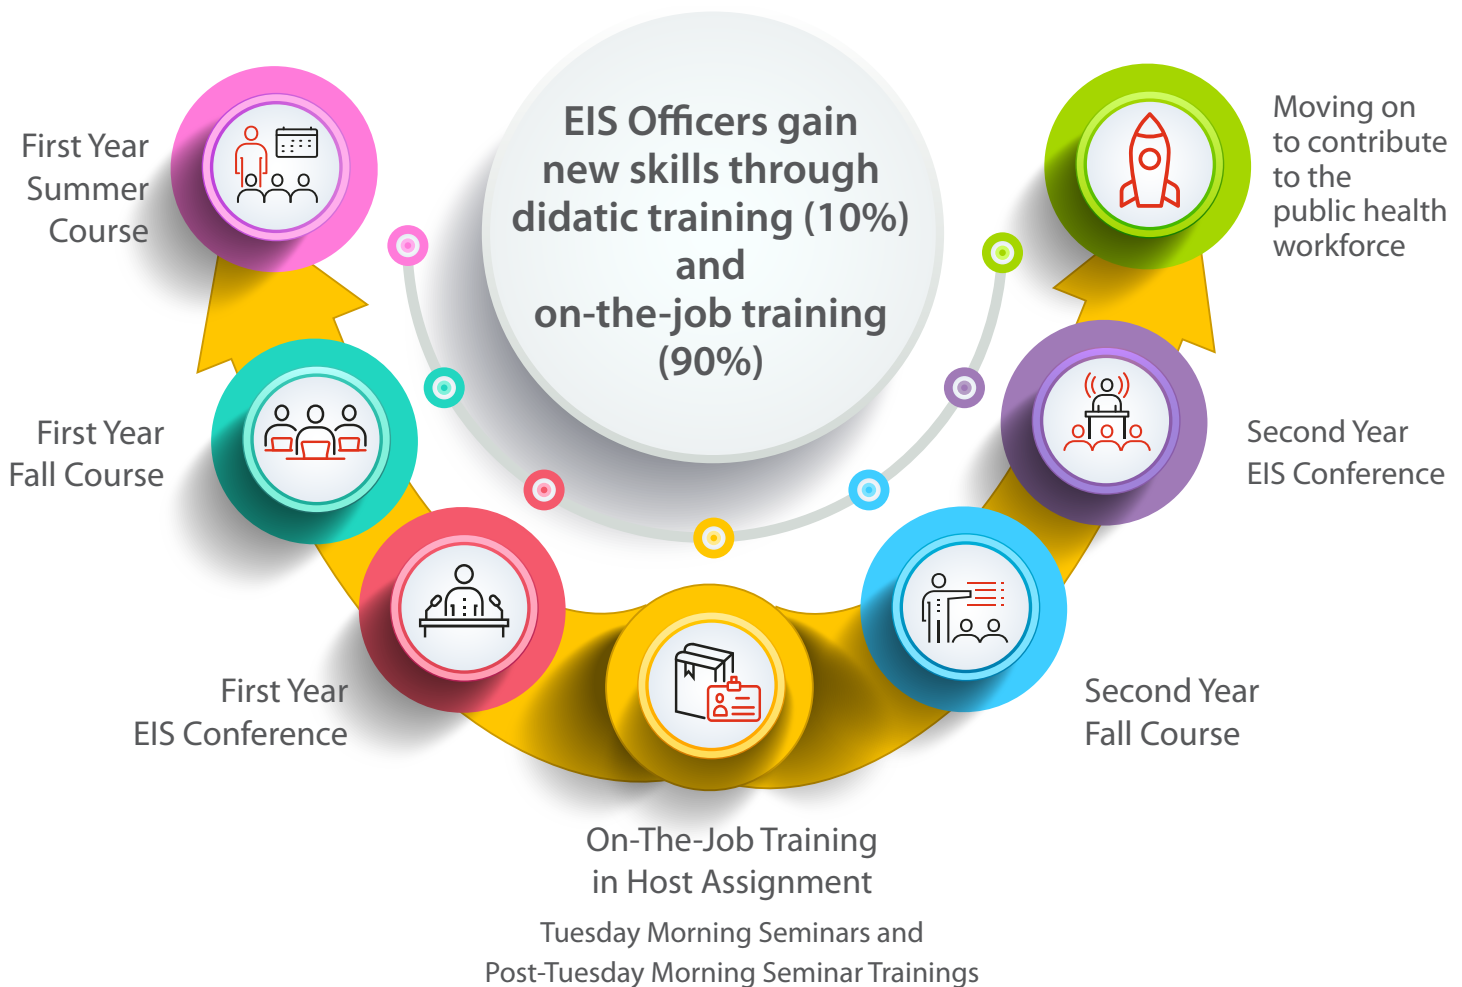 EIS Officers gain
new skills through
didatic training (10%)
and
on-the-job training
(90%)
First Year
Summer
Course
First Year
Fall Course
First Year
EIS Conference
On-The-Job Training
in Host Assignment
Tuesday Morning Seminars and
Post-Tuesday Morning Seminar Trainings
Second Year
Fall Course
Second Year
EIS Conference
Moving on
to contribute
to the
public health
workforce